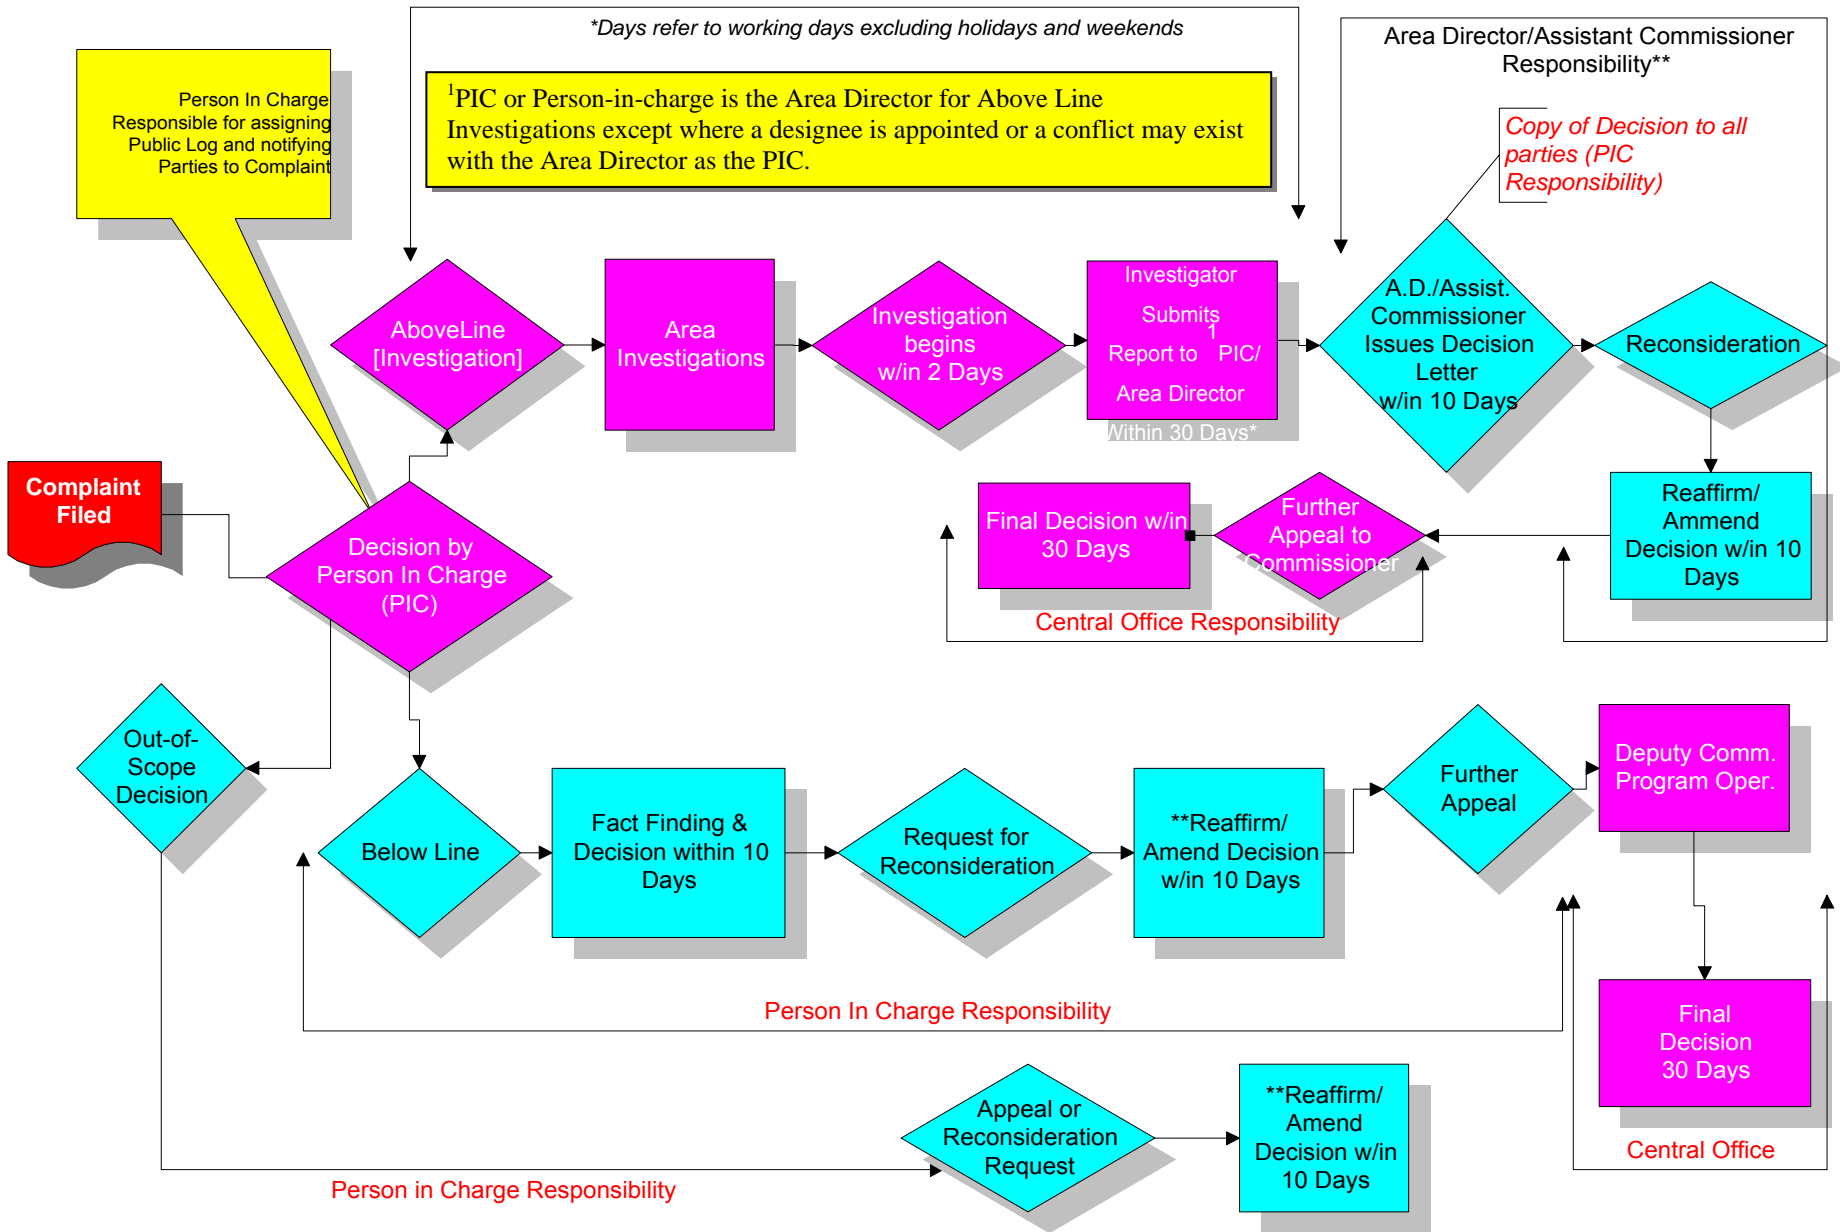 *Days refer to working days excluding holidays and weekends
Area Director/Assistant Commissioner
Responsibility**
Person In Charge
Responsible for assigning
Public Log and notifying
Parties to Complaint
1PIC or Person-in-charge is the Area Director for Above Line
Investigations except where a designee is appointed or a conflict may exist
with the Area Director as the PIC.
Copy of Decision to all
parties (PIC
Responsibility)
AboveLine
[Investigation]
Area
Investigations
Investigation
begins
w/in 2 Days
Investigator
Submits
Report to 1 PIC/
Area Director
Within 30 Days*
A.D./Assist.
Commissioner
Issues Decision
Letter
w/in 10 Days
Reconsideration
Complaint
Filed
Decision by
Person In Charge
(PIC)
Final Decision w/in
30 Days
Further
Appeal to
Commissioner
Reaffirm/
Ammend
Decision w/in 10
Days
Central Office Responsibility
Out-of-
Scope
Decision
Below Line
Fact Finding &
Decision within 10
Days
Request for
Reconsideration
**Reaffirm/
Amend Decision
w/in 10 Days
Further
Appeal
Deputy Comm.
Program Oper.
Person In Charge Responsibility
Final
Decision
30 Days
Appeal or
Reconsideration
Request
**Reaffirm/
Amend
Decision w/in
10 Days
Central Office
Person in Charge Responsibility